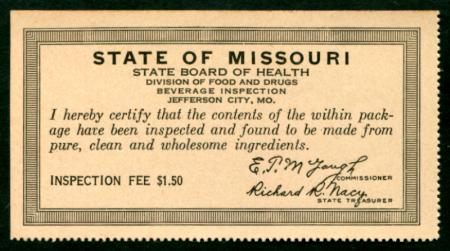 STATE OF MISSOURI
STATE BOARD OF HEALTH
DIVISION OF FOOD AND DRUGS
BEVERAGE INSPECTION
JEFFERSON CITY, MO.
I hereby certify that the contents of the within pack-
age have been inspected and found to be made from
pure, clean and wholesome ingredients.
E.T.M Gough
COMMISSIONER
INSPECTION FEE $1.50
Richard R. Nacy
STATE TREASURER